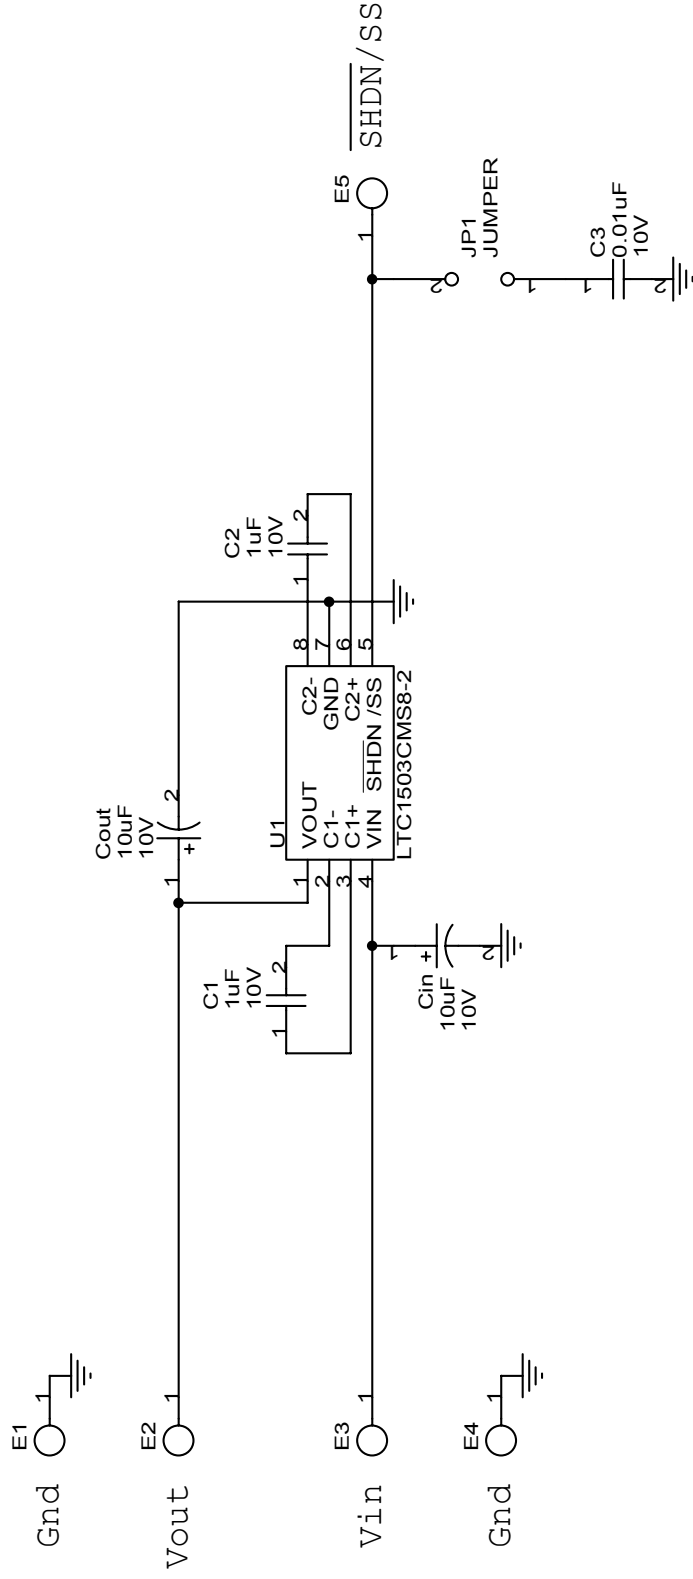 Gnd
E1
1
Vout
E2
1
Vin
E3
1
Gnd
E4
1
Cout
10uF
10V
1
+
2
C1
1uF
10V
1
2
Cin
10uF
10V
1
+
2
U1
VOUT
C1-
C1+
VIN
C2-
GND
C2+
SHDN /SS
LTC1503CMS8-2
1
2
3
4
8
7
6
5
C2
1uF
10V
1
2
E5
1
SHDN/SS
JP1
JUMPER
2
1
C3
0.01uF
10V
1
2